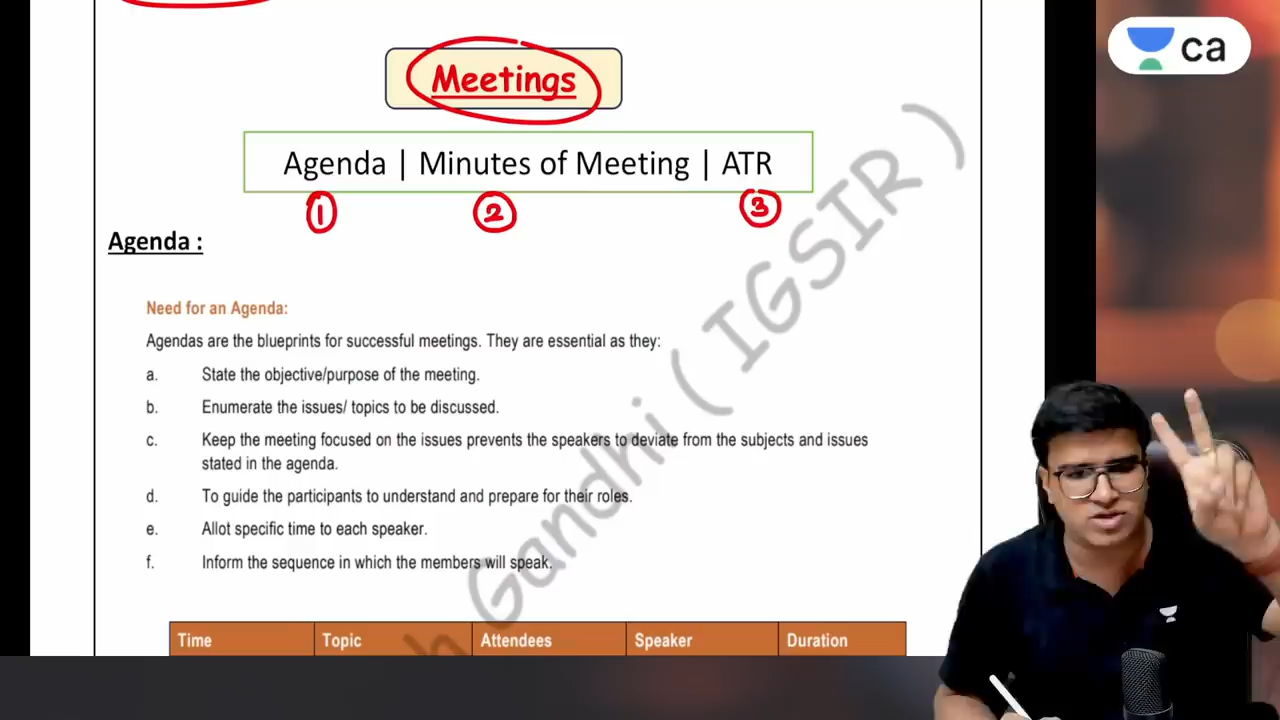 ca
Meetings
Agenda | Minutes of Meeting | ATR
1 2 3
Agenda :
Need for an Agenda:
Agendas are the blueprints for successful meetings. They are essential as they:
a. State the objective/purpose of the meeting.
b. Enumerate the issues/ topics to be discussed.
c. Keep the meeting focused on the issues prevents the speakers to deviate from the subjects and issues
stated in the agenda.
d. To guide the participants to understand and prepare for their roles.
e. Allot specific time to each speaker.
f. Inform the sequence in which the members will speak.
Time Topic Attendees Speaker Duration
h Gandhi ( IGSIR )